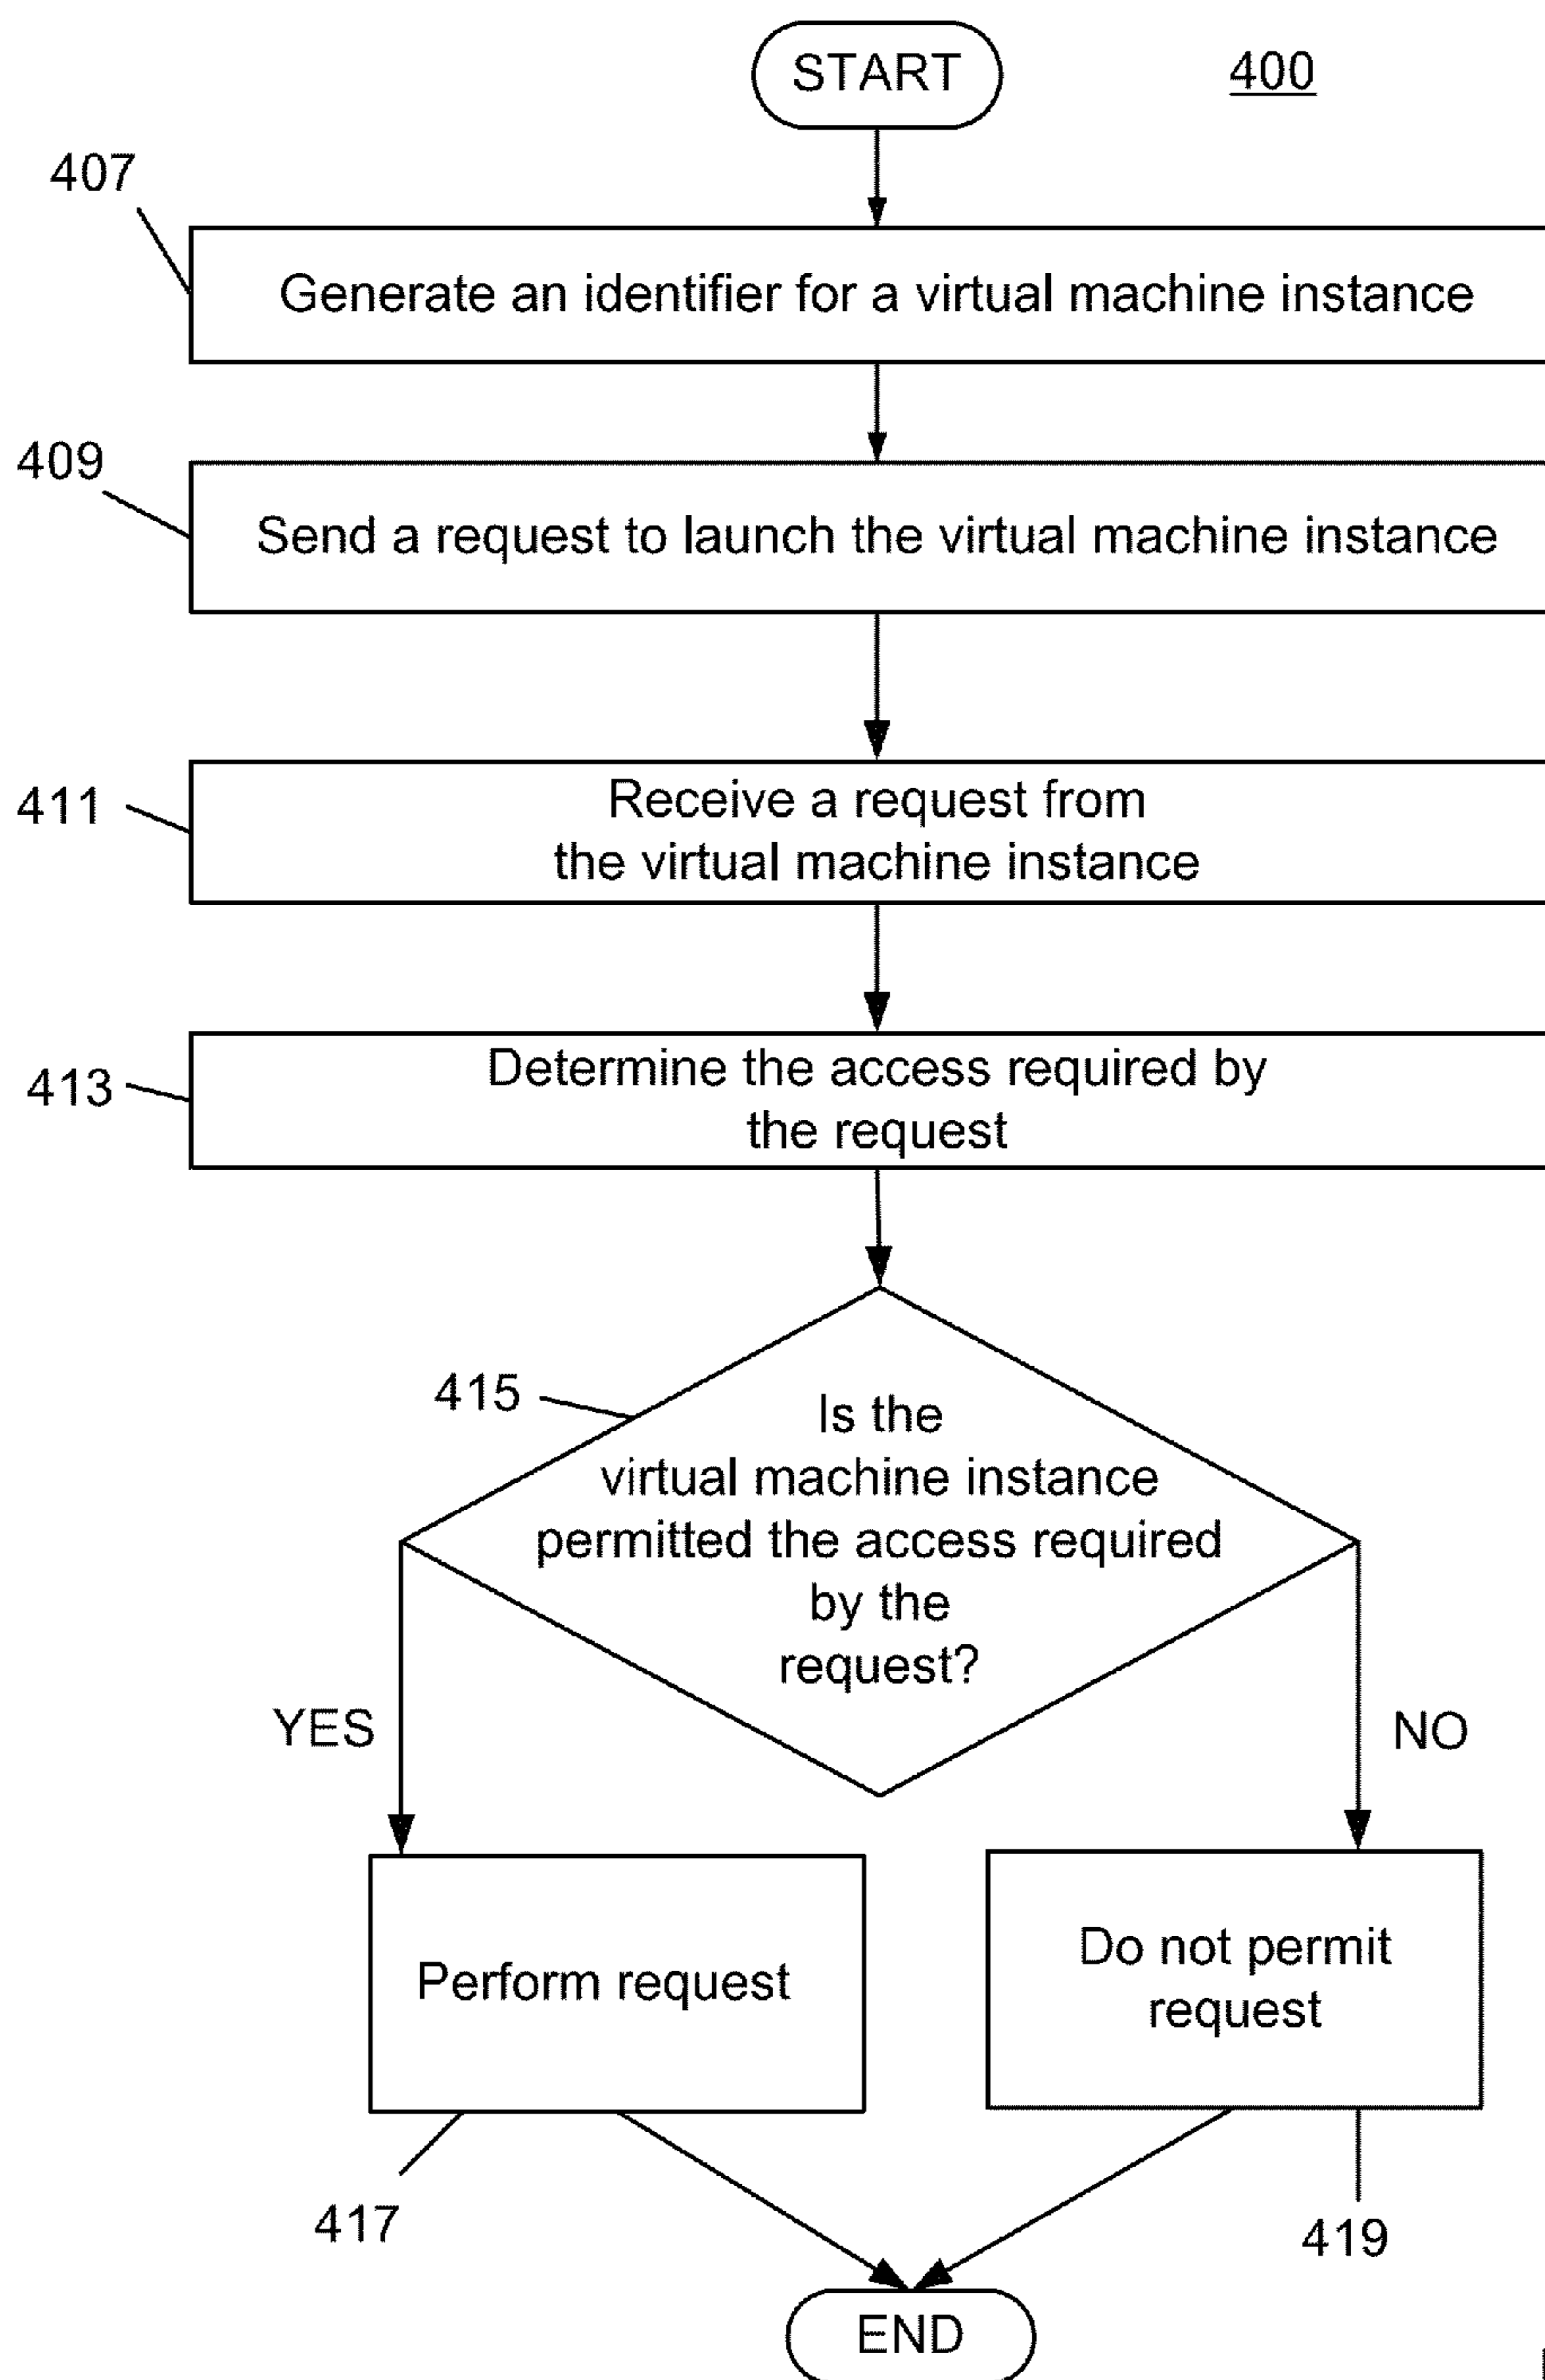 START
400
407
Generate an identifier for a virtual machine instance
409
Send a request to launch the virtual machine instance
411
Receive a request from
the virtual machine instance
413
Determine the access required by
the request
415
Is the
virtual machine instance
permitted the access required
by the
request?
YES
NO
Perform request
Do not permit
request
417
419
END